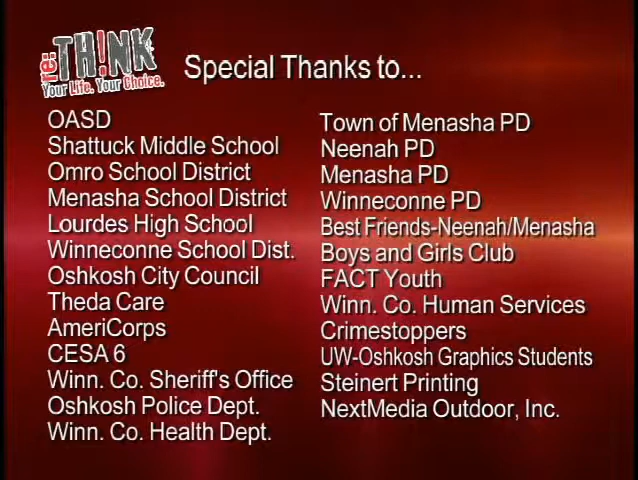 re:TH!NK
Your Life. Your Choice.
Special Thanks to...
OASD
Shattuck Middle School
Omro School District
Menasha School District
Lourdes High School
Winneconne School Dist.
Oshkosh City Council
Theda Care
AmeriCorps
CESA 6
Winn. Co. Sheriff's Office
Oshkosh Police Dept.
Winn. Co. Health Dept.
Town of Menasha PD
Neenah PD
Menasha PD
Winneconne PD
Best Friends-Neenah/Menasha
Boys and Girls Club
FACT Youth
Winn. Co. Human Services
Crimestoppers
UW-Oshkosh Graphics Students
Steinert Printing
NextMedia Outdoor, Inc.